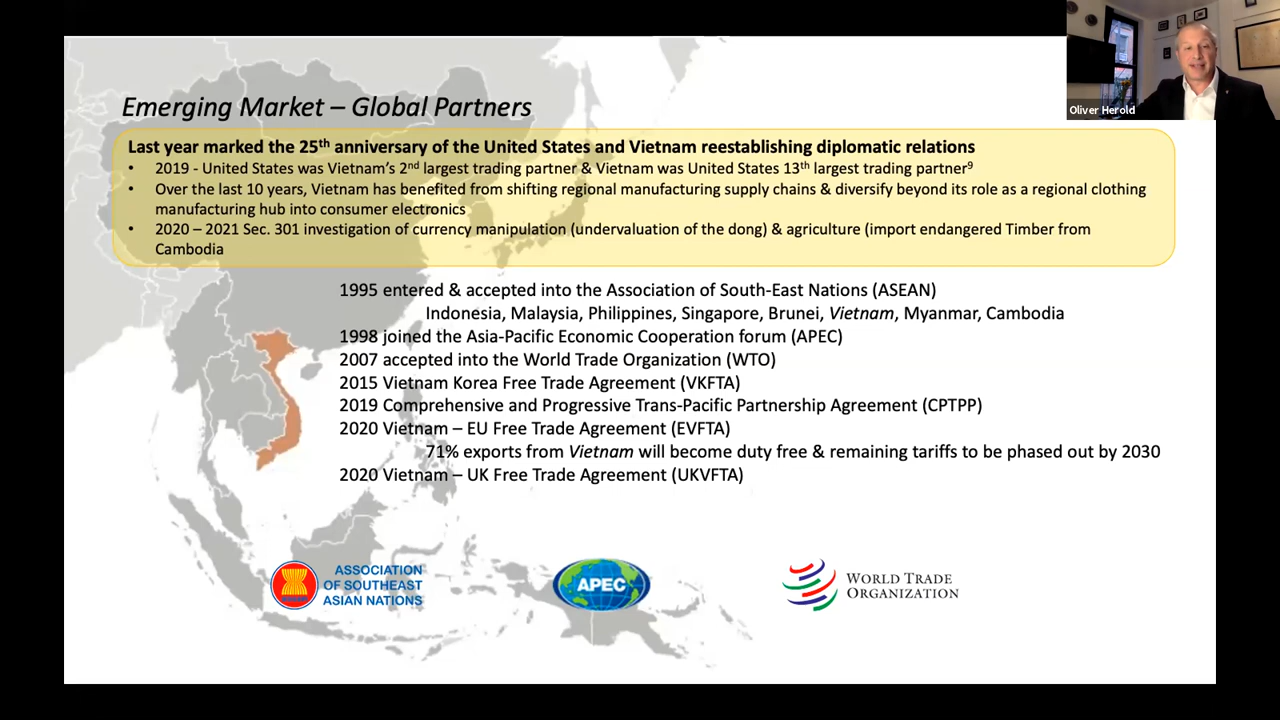 Oliver Herold
Emerging Market – Global Partners
Last year marked the 25th anniversary of the United States and Vietnam reestablishing diplomatic relations
• 2019 - United States was Vietnam's 2nd largest trading partner & Vietnam was United States 13th largest trading partner9
• Over the last 10 years, Vietnam has benefited from shifting regional manufacturing supply chains & diversify beyond its role as a regional clothing
manufacturing hub into consumer electronics
• 2020 – 2021 Sec. 301 investigation of currency manipulation (undervaluation of the dong) & agriculture (import endangered Timber from
Cambodia
1995 entered & accepted into the Association of South-East Nations (ASEAN)
Indonesia, Malaysia, Philippines, Singapore, Brunei, Vietnam, Myanmar, Cambodia
1998 joined the Asia-Pacific Economic Cooperation forum (APEC)
2007 accepted into the World Trade Organization (WTO)
2015 Vietnam Korea Free Trade Agreement (VKFTA)
2019 Comprehensive and Progressive Trans-Pacific Partnership Agreement (CPTPP)
2020 Vietnam – EU Free Trade Agreement (EVFTA)
71% exports from Vietnam will become duty free & remaining tariffs to be phased out by 2030
2020 Vietnam – UK Free Trade Agreement (UKVFTA)
ASSOCIATION
OF SOUTHEAST
ASIAN NATIONS
APEC
WORLD TRADE
ORGANIZATION